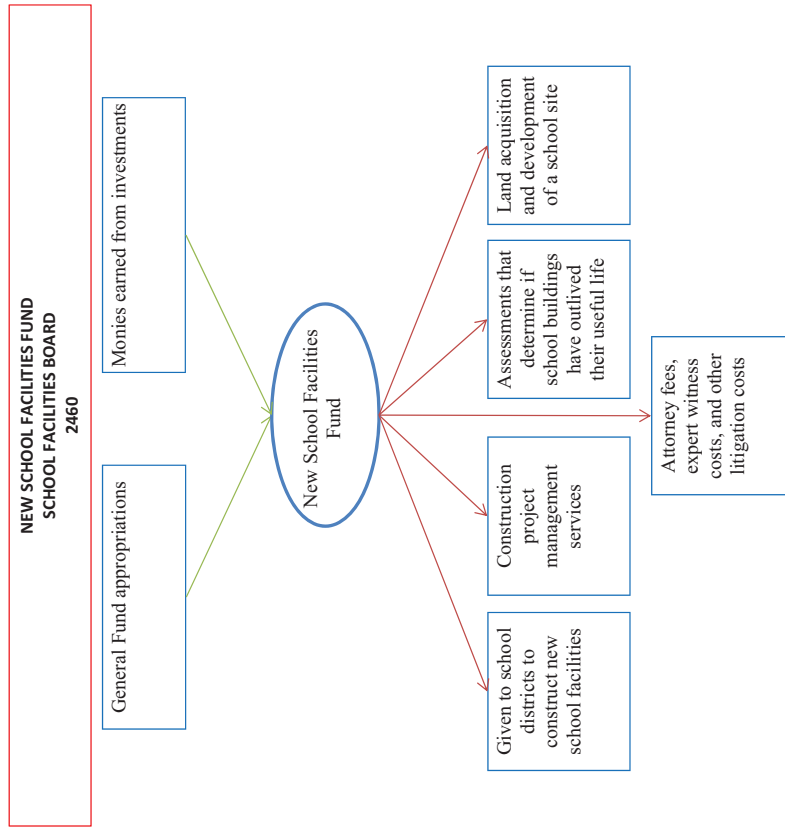 NEW SCHOOL FACILITIES FUND
SCHOOL FACILITIES BOARD
2460
General Fund appropriations
Monies earned from investments
New School Facilities
Fund
Given to school
districts to
construct new
school facilities
Construction
project
management
services
Assessments that
determine if
school buildings
have outlived
their useful life
Land acquisition
and development
of a school site
Attorney fees,
expert witness
costs, and other
litigation costs